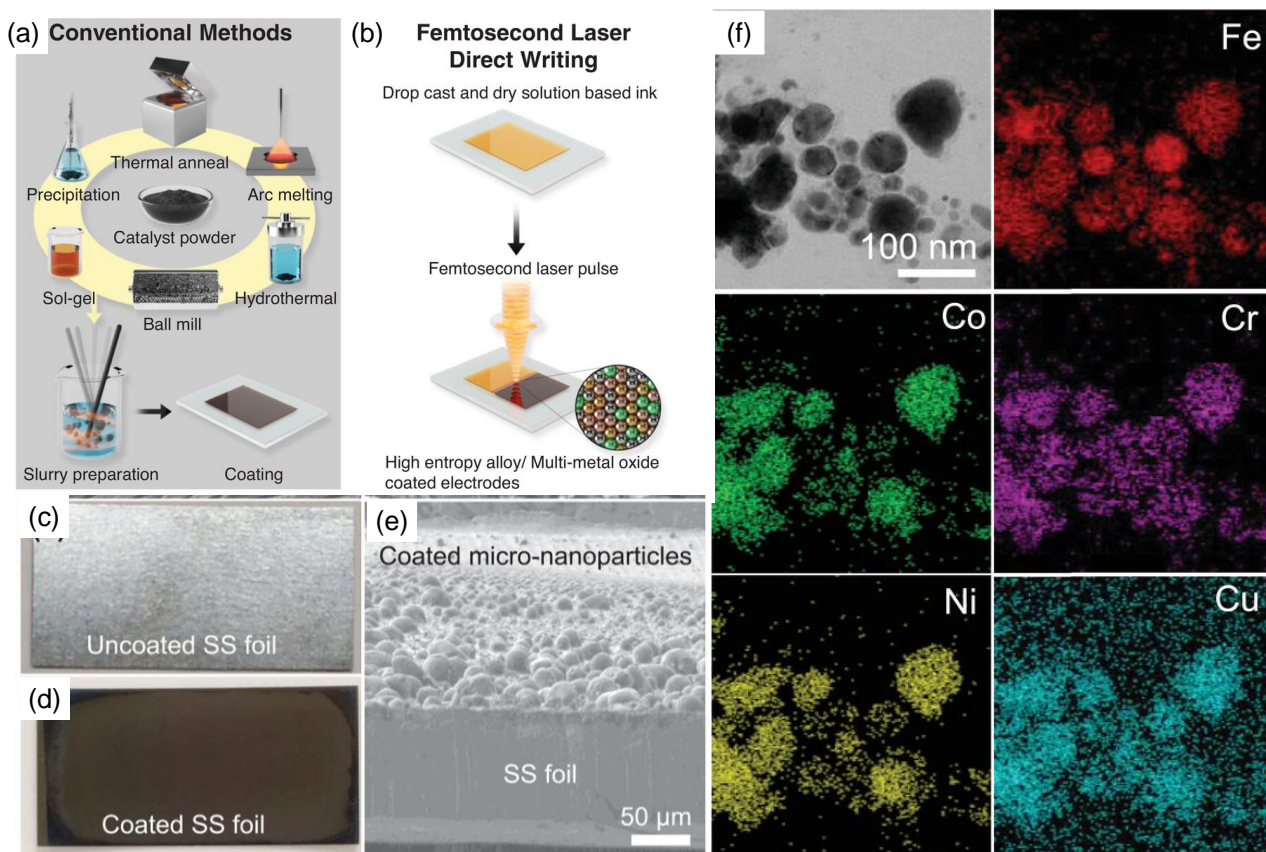 (a) Conventional Methods
Thermal anneal
Precipitation
Arc melting
Catalyst powder
Sol-gel
Hydrothermal
Ball mill
Slurry preparation
Coating
(b) Femtosecond Laser
Direct Writing
Drop cast and dry solution based ink
Femtosecond laser pulse
High entropy alloy/ Multi-metal oxide
coated electrodes
(c)
Uncoated SS foil
(d)
Coated SS foil
(e)
Coated micro-nanoparticles
SS foil
50 μm
(f)
100 nm
Fe
Co
Cr
Ni
Cu